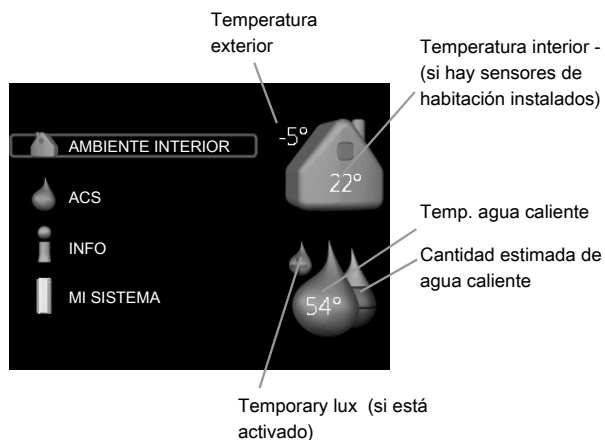 Temperatura
exterior
Temperatura interior -
(si hay sensores de
habitación instalados)
-5°
AMBIENTE INTERIOR
22°
ACS
Temp. agua caliente
INFO
Cantidad estimada de
agua caliente
MI SISTEMA
54°
Temporary lux (si está
activado)